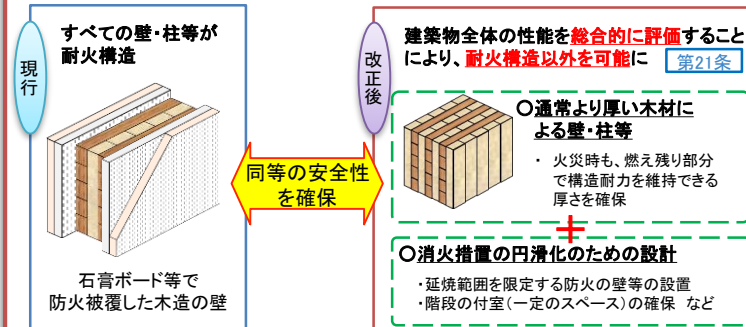 現行
すべての壁・柱等が
耐火構造
石膏ボード等で
防火被覆した木造の壁
同等の安全性
を確保
改正後
建築物全体の性能を総合的に評価すること
により、耐火構造以外を可能に
第21条
○通常より厚い木材に
よる壁・柱等
・ 火災時も、燃え残り部分
で構造耐力を維持できる
厚さを確保
+
○消火措置の円滑化のための設計
・延焼範囲を限定する防火の壁等の設置
・階段の付室(一定のスペース)の確保 など